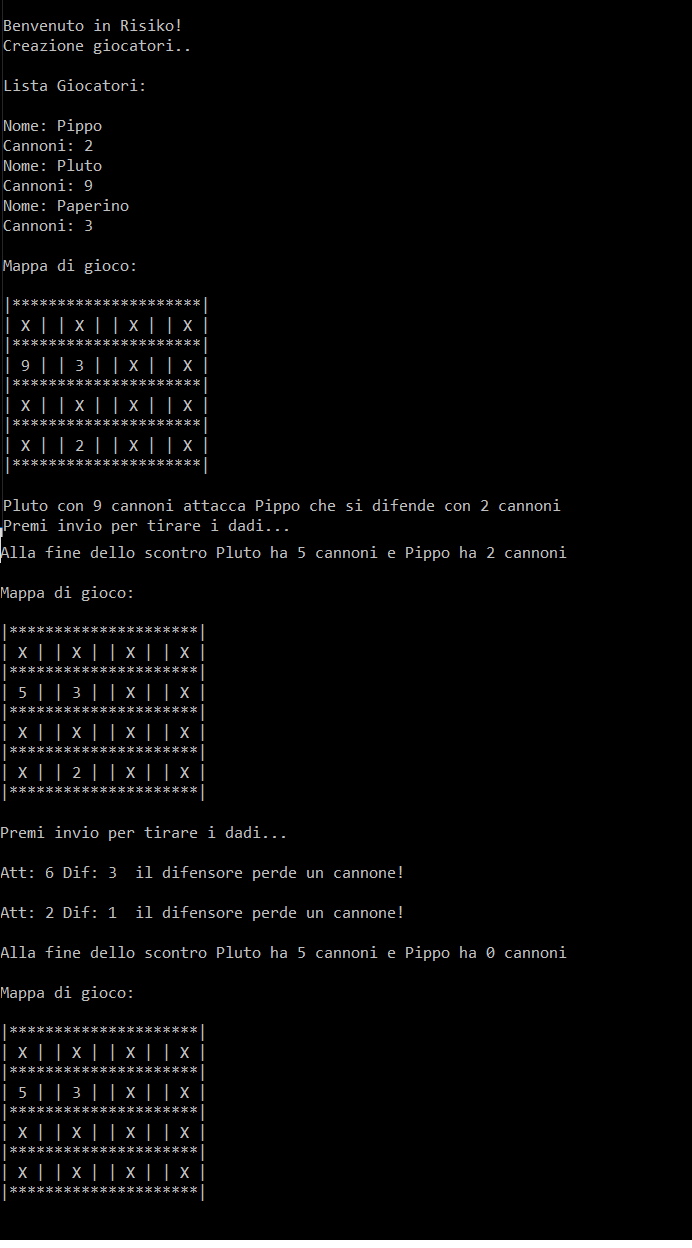 Benvenuto in Risiko!
Creazione giocatori..
Lista Giocatori:
Nome: Pippo
Cannoni: 2
Nome: Pluto
Cannoni: 9
Nome: Paperino
Cannoni: 3
Mappa di gioco:
|*********************|
| X | | X | | X | | X |
|*********************|
| 9 | | 3 | | X | | X |
|*********************|
| X | | X | | X | | X |
|*********************|
| X | | 2 | | X | | X |
|*********************|
Pluto con 9 cannoni attacca Pippo che si difende con 2 cannoni
Premi invio per tirare i dadi...
Alla fine dello scontro Pluto ha 5 cannoni e Pippo ha 2 cannoni
Mappa di gioco:
|*********************|
| X | | X | | X | | X |
|*********************|
| 5 | | 3 | | X | | X |
|*********************|
| X | | X | | X | | X |
|*********************|
| X | | 2 | | X | | X |
|*********************|
Premi invio per tirare i dadi...
Att: 6 Dif: 3  il difensore perde un cannone!
Att: 2 Dif: 1  il difensore perde un cannone!
Alla fine dello scontro Pluto ha 5 cannoni e Pippo ha 0 cannoni
Mappa di gioco:
|*********************|
| X | | X | | X | | X |
|*********************|
| 5 | | 3 | | X | | X |
|*********************|
| X | | X | | X | | X |
|*********************|
| X | | X | | X | | X |
|*********************|